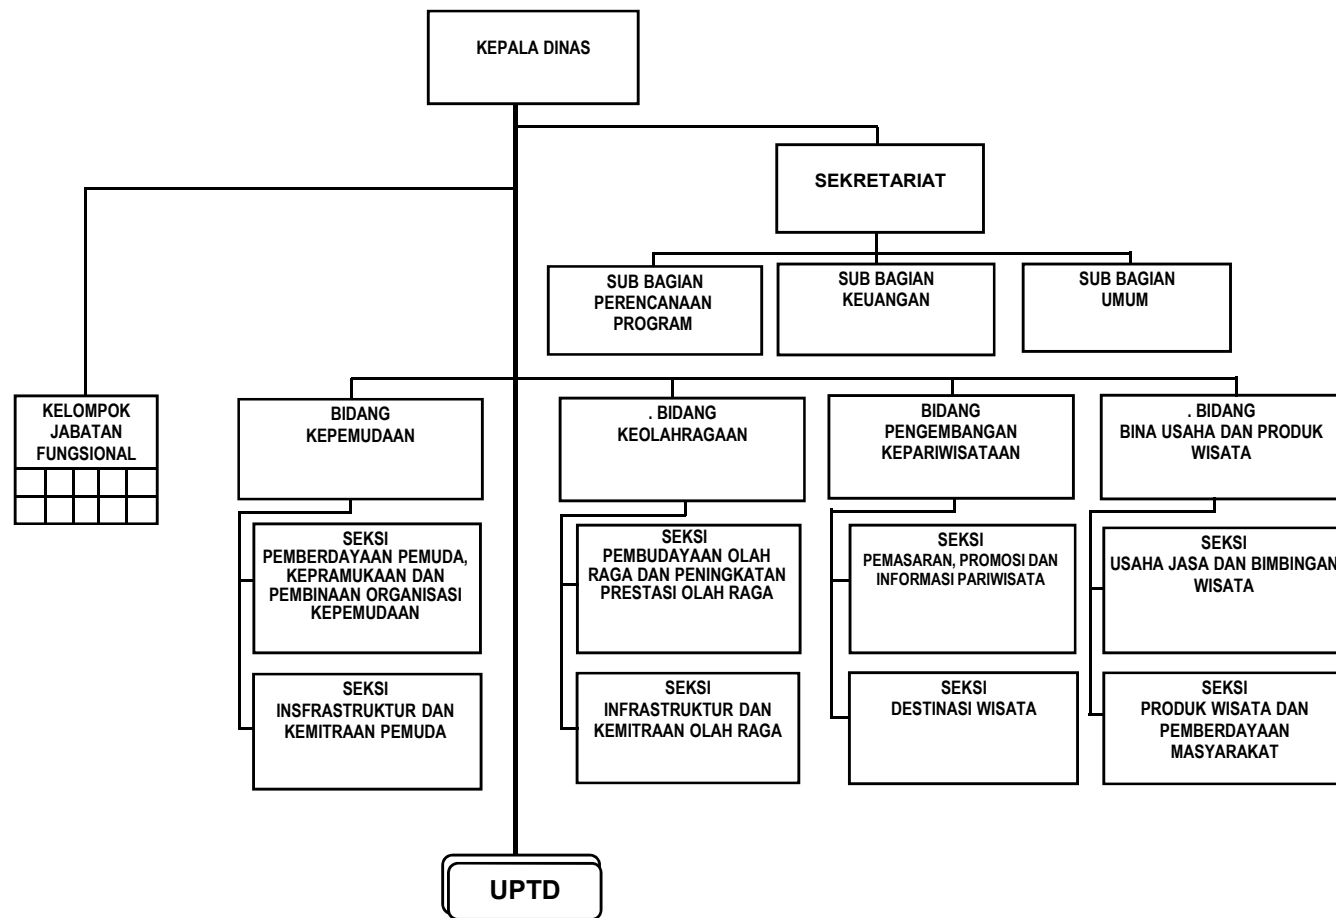 KEPALA DINAS
SEKRETARIAT
SUB BAGIAN
PERENCANAAN
PROGRAM
SUB BAGIAN
KEUANGAN
SUB BAGIAN
UMUM
KELOMPOK
JABATAN
FUNGSIONAL
BIDANG
KEPEMUDAAN
. BIDANG
KEOLAHRAGAAN
BIDANG
PENGEMBANGAN
KEPARIWISATAAN
. BIDANG
BINA USAHA DAN PRODUK
WISATA
SEKSI
PEMBERDAYAAN PEMUDA,
KEPRAMUKAAN DAN
PEMBINAAN ORGANISASI
KEPEMUDAAN
SEKSI
PEMBUDAYAAN OLAH
RAGA DAN PENINGKATAN
PRESTASI OLAH RAGA
SEKSI
PEMASARAN, PROMOSI DAN
INFORMASI PARIWISATA
SEKSI
USAHA JASA DAN BIMBINGAN
WISATA
SEKSI
INSFRASTRUKTUR DAN
KEMITRAAN PEMUDA
SEKSI
INFRASTRUKTUR DAN
KEMITRAAN OLAH RAGA
SEKSI
DESTINASI WISATA
SEKSI
PRODUK WISATA DAN
PEMBERDAYAAN
MASYARAKAT
UPTD